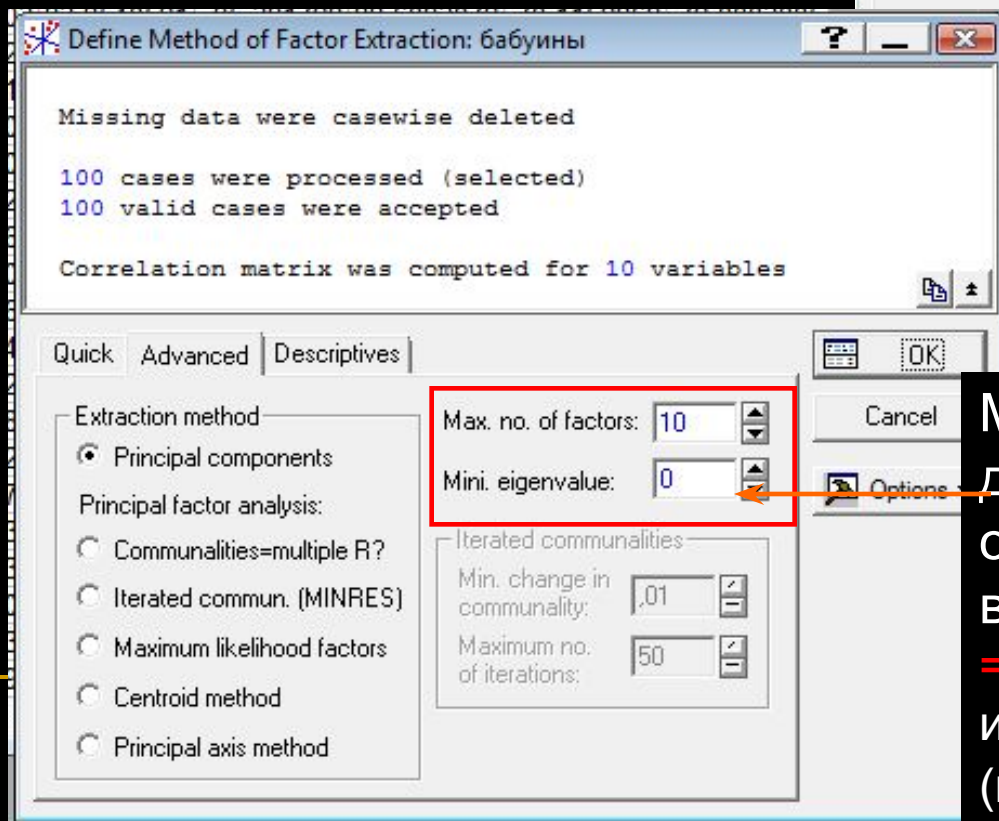 Define Method of Factor Extraction: бабуины
Missing data were casewise deleted
100 cases were processed (selected)
100 valid cases were accepted
Correlation matrix was computed for 10 variables
Quick Advanced Descriptives
OK
Cancel
Options
Extraction method
Principal components
Principal factor analysis:
Communalities=multiple R?
Iterated commun. (MINRES)
Maximum likelihood factors
Centroid method
Principal axis method
Max. no. of factors: 10
Mini. eigenvalue: 0
Iterated communalities
Min. change in
communality: ,01
Maximum no.
of iterations: 50